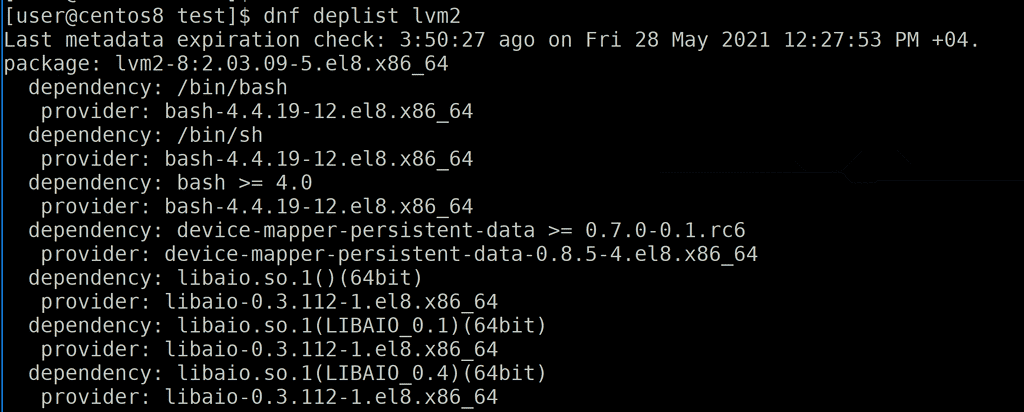 [user@centos8 test]$ dnf deplist lvm2
Last metadata expiration check: 3:50:27 ago on Fri 28 May 2021 12:27:53 PM +04.
package: lvm2-8:2.03.09-5.el8.x86_64
  dependency: /bin/bash
   provider: bash-4.4.19-12.el8.x86_64
  dependency: /bin/sh
   provider: bash-4.4.19-12.el8.x86_64
  dependency: bash >= 4.0
   provider: bash-4.4.19-12.el8.x86_64
  dependency: device-mapper-persistent-data >= 0.7.0-0.1.rc6
   provider: device-mapper-persistent-data-0.8.5-4.el8.x86_64
  dependency: libaio.so.1()(64bit)
   provider: libaio-0.3.112-1.el8.x86_64
  dependency: libaio.so.1(LIBAIO_0.1)(64bit)
   provider: libaio-0.3.112-1.el8.x86_64
  dependency: libaio.so.1(LIBAIO_0.4)(64bit)
   provider: libaio-0.3.112-1.el8.x86_64